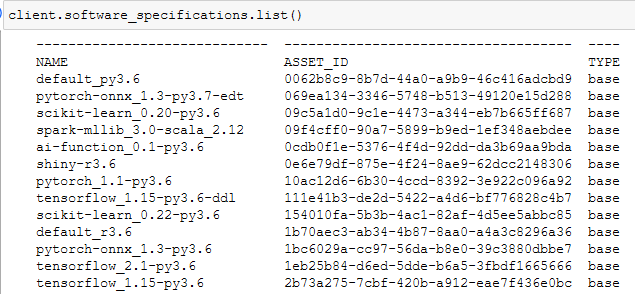 client.software_specifications.list()
----------------------------- ------------------------------------ ----
NAME ASSET_ID TYPE
default_py3.6 0062b8c9-8b7d-44a0-a9b9-46c416adcbd9 base
pytorch-onnx_1.3-py3.7-edt 069ea134-3346-5748-b513-49120e15d288 base
scikit-learn_0.20-py3.6 09c5a1d0-9c1e-4473-a344-eb7b665ff687 base
spark-mllib_3.0-scala_2.12 09f4cff0-90a7-5899-b9ed-1ef348aebdee base
ai-function_0.1-py3.6 0cdb0f1e-5376-4f4d-92dd-da3b69aa9bda base
shiny-r3.6 0e6e79df-875e-4f24-8ae9-62dcc2148306 base
pytorch_1.1-py3.6 10ac12d6-6b30-4ccd-8392-3e922c096a92 base
tensorflow_1.15-py3.6-ddl 111e41b3-de2d-5422-a4d6-bf776828c4b7 base
scikit-learn_0.22-py3.6 154010fa-5b3b-4ac1-82af-4d5ee5abbc85 base
default_r3.6 1b70aec3-ab34-4b87-8aa0-a4a3c8296a36 base
pytorch-onnx_1.3-py3.6 1bc6029a-cc97-56da-b8e0-39c3880dbbe7 base
tensorflow_2.1-py3.6 1eb25b84-d6ed-5dde-b6a5-3fbdf1665666 base
tensorflow_1.15-py3.6 2b73a275-7cbf-420b-a912-eae7f436e0bc base